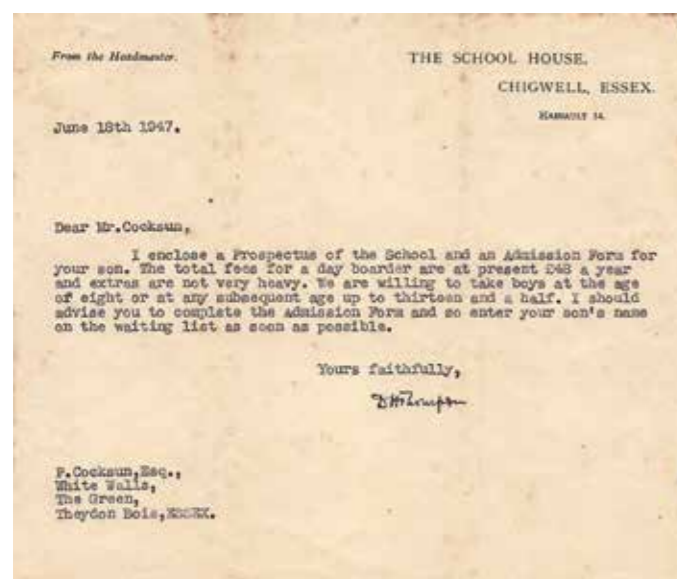 From the Headmaster.
THE SCHOOL HOUSE,
CHIGWELL, ESSEX.
HAINAULT 14.
June 18th 1947.
Dear Mr.Cocksun,
I enclose a Prospectus of the School and an Admission Form for
your son. The total fees for a day boarder are at present £48 a year
and extras are not very heavy. We are willing to take boys at the age
of eight or at any subsequent age up to thirteen and a half. I should
advise you to complete the Admission Form and so enter your son's name
on the waiting list as soon as possible.
Yours faithfully,
DHThompson
F.Cocksun,Esq.,
White Walls,
The Green,
Theydon Bois,ESSEX.